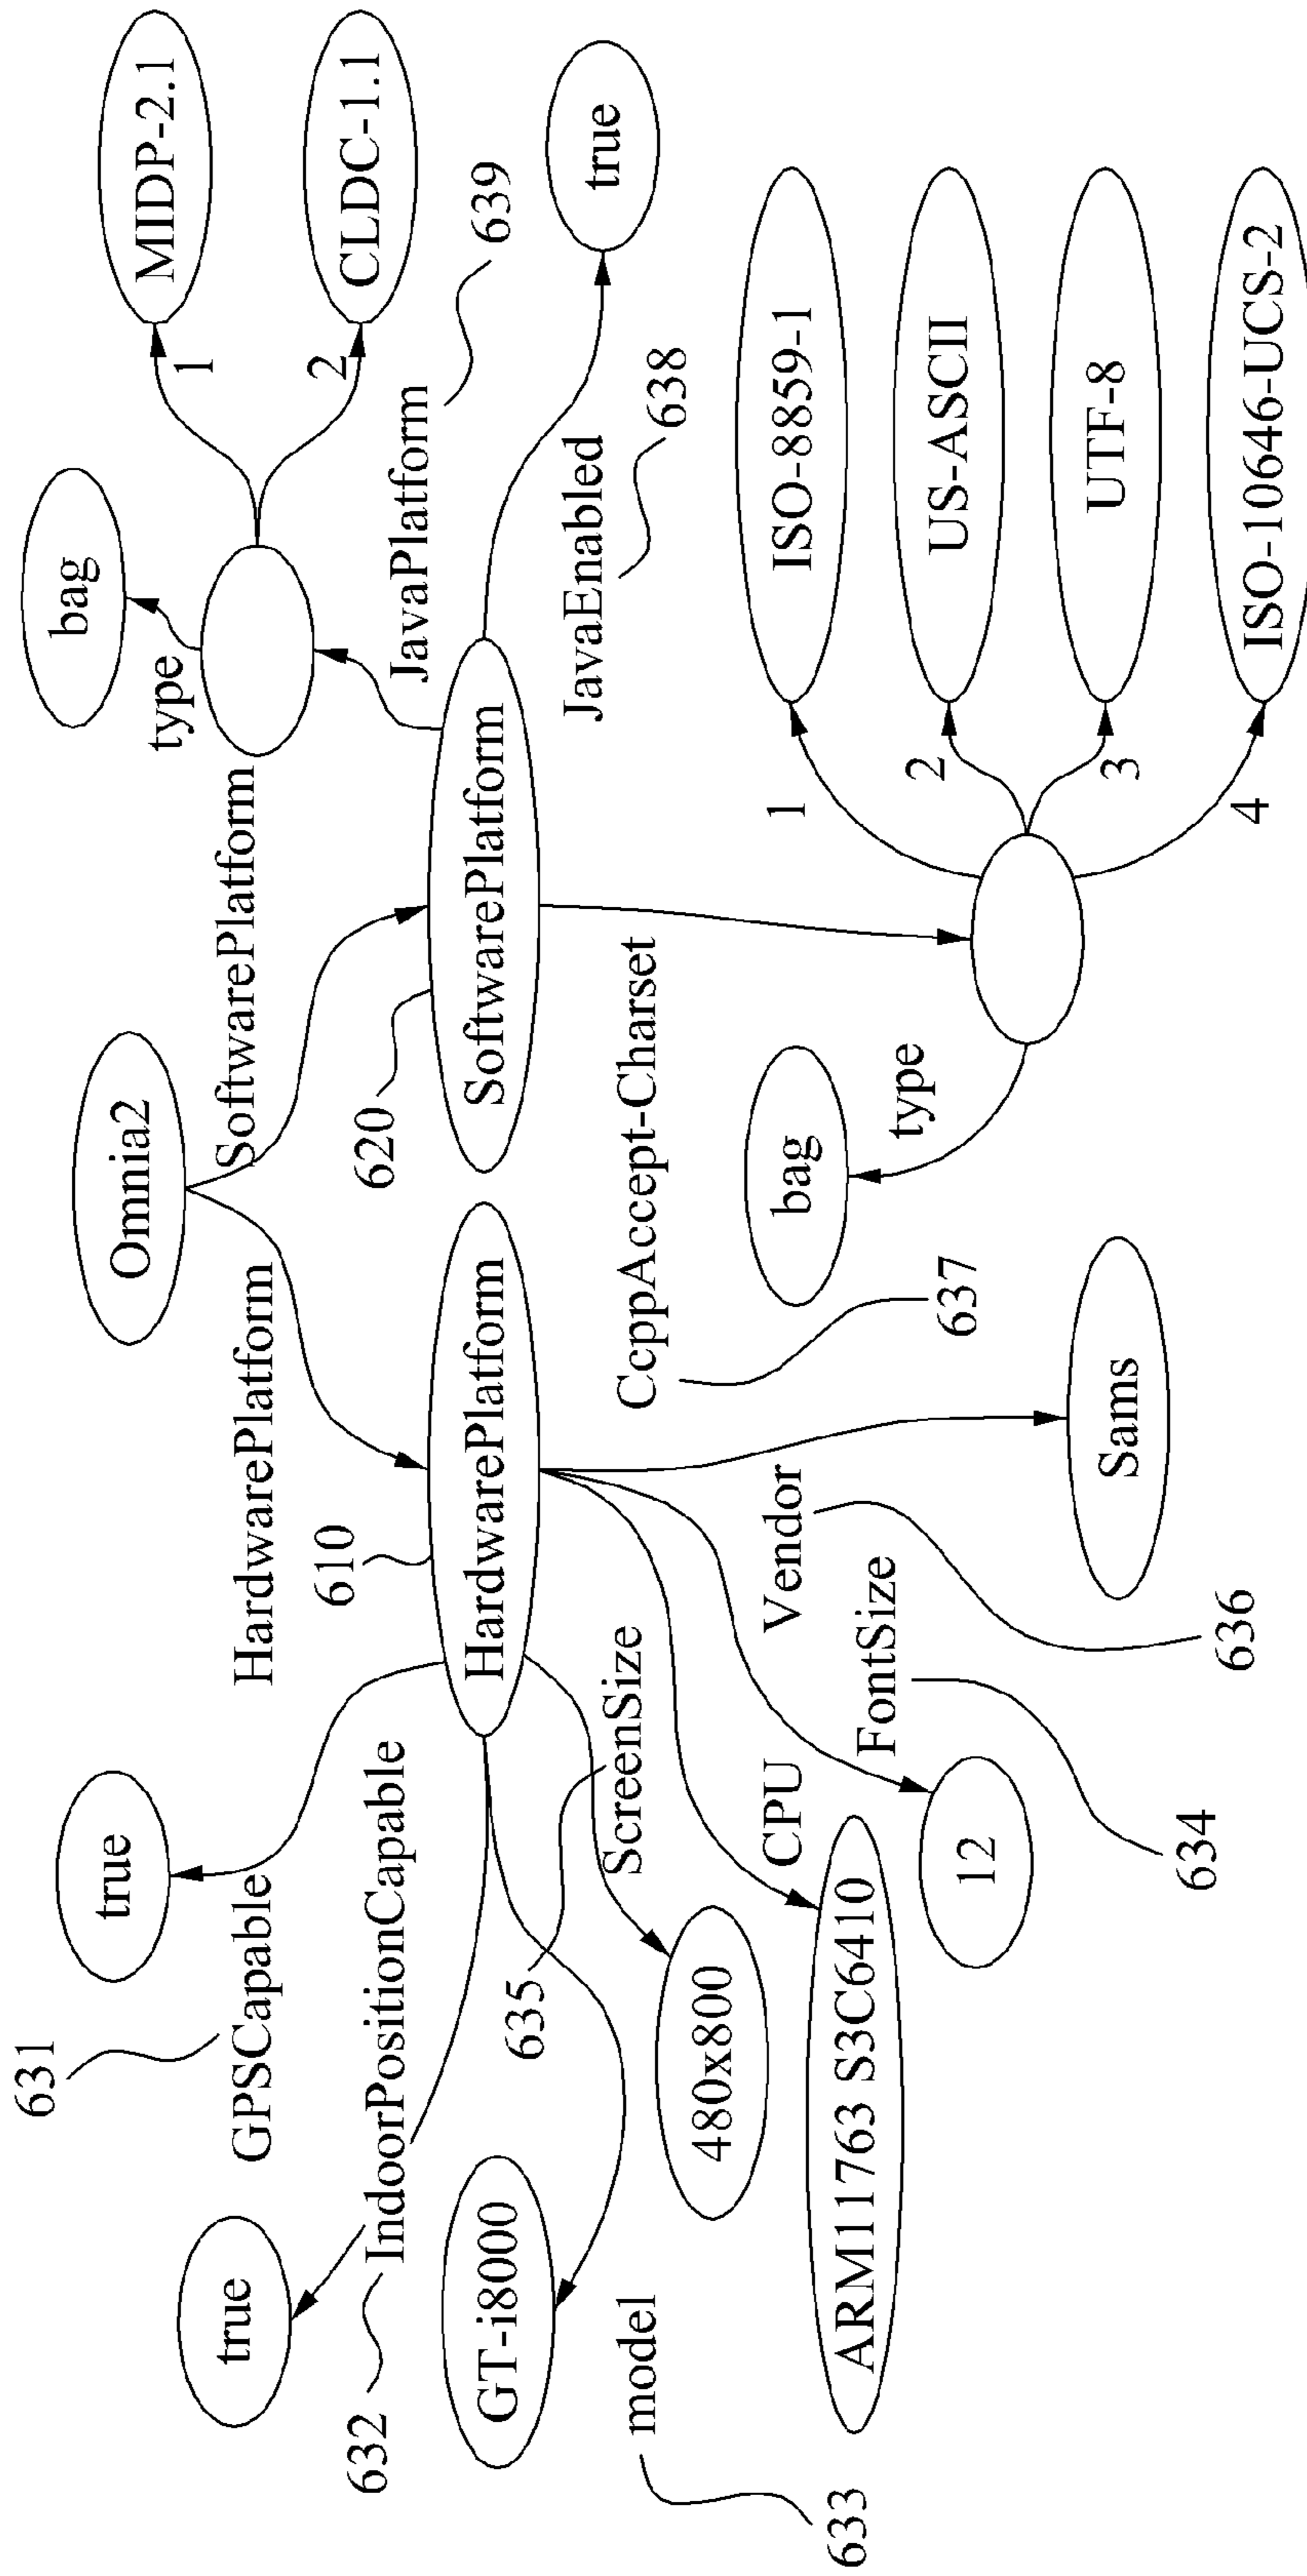 Omnia2
HardwarePlatform
SoftwarePlatform
631
true
GPSCapable
true
632
IndoorPositionCapable
610
HardwarePlatform
620
SoftwarePlatform
type
bag
1
MIDP-2.1
2
CLDC-1.1
JavaPlatform
639
true
JavaEnabled
638
GT-i8000
model
633
635
ScreenSize
480x800
CPU
ARM11763 S3C6410
FontSize
12
634
Vendor
636
Sams
CcppAccept-Charset
637
bag
type
1
ISO-8859-1
2
US-ASCII
3
UTF-8
4
ISO-10646-UCS-2